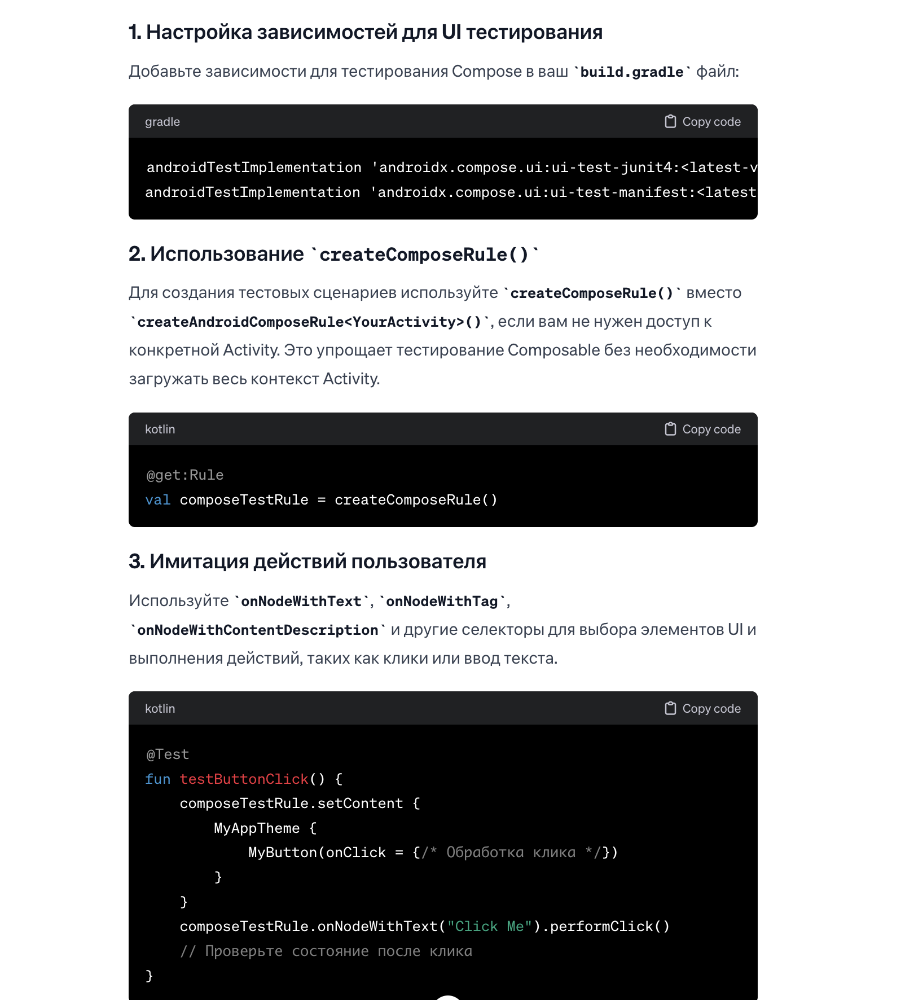 1. Настройка зависимостей для UI тестирования
Добавьте зависимости для тестирования Compose в ваш `build.gradle` файл:
gradle
Copy code
androidTestImplementation 'androidx.compose.ui:ui-test-junit4:<latest-v
androidTestImplementation 'androidx.compose.ui:ui-test-manifest:<latest
2. Использование `createComposeRule()`
Для создания тестовых сценариев используйте `createComposeRule()` вместо
`createAndroidComposeRule<YourActivity>()`, если вам не нужен доступ к
конкретной Activity. Это упрощает тестирование Composable без необходимости
загружать весь контекст Activity.
kotlin
Copy code
@get:Rule
val composeTestRule = createComposeRule()
3. Имитация действий пользователя
Используйте `onNodeWithText`, `onNodeWithTag`,
`onNodeWithContentDescription` и другие селекторы для выбора элементов UI и
выполнения действий, таких как клики или ввод текста.
kotlin
Copy code
@Test
fun testButtonClick() {
    composeTestRule.setContent {
        MyAppTheme {
            MyButton(onClick = {/* Обработка клика */})
        }
    }
    composeTestRule.onNodeWithText("Click Me").performClick()
    // Проверьте состояние после клика
}